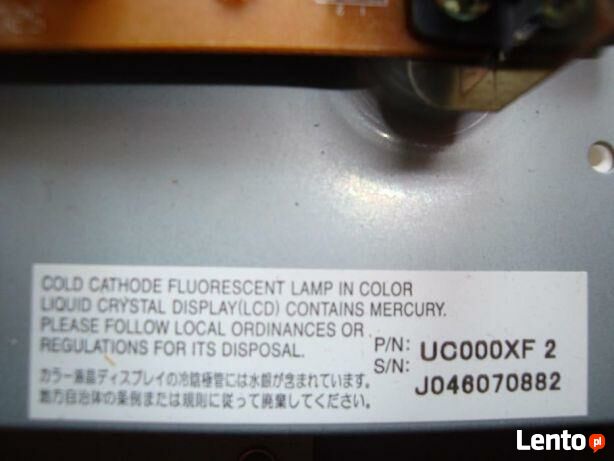 COLD CATHODE FLUORESCENT LAMP IN COLOR
LIQUID CRYSTAL DISPLAY(LCD) CONTAINS MERCURY.
PLEASE FOLLOW LOCAL ORDINANCES OR
REGULATIONS FOR ITS DISPOSAL.
P/N: UC000XF 2
S/N: J046070882
カラー液晶ディスプレイの冷陰極管には水銀が含まれています。
地方自治体の条例または規則に従って廃棄してください。
Lento.pl